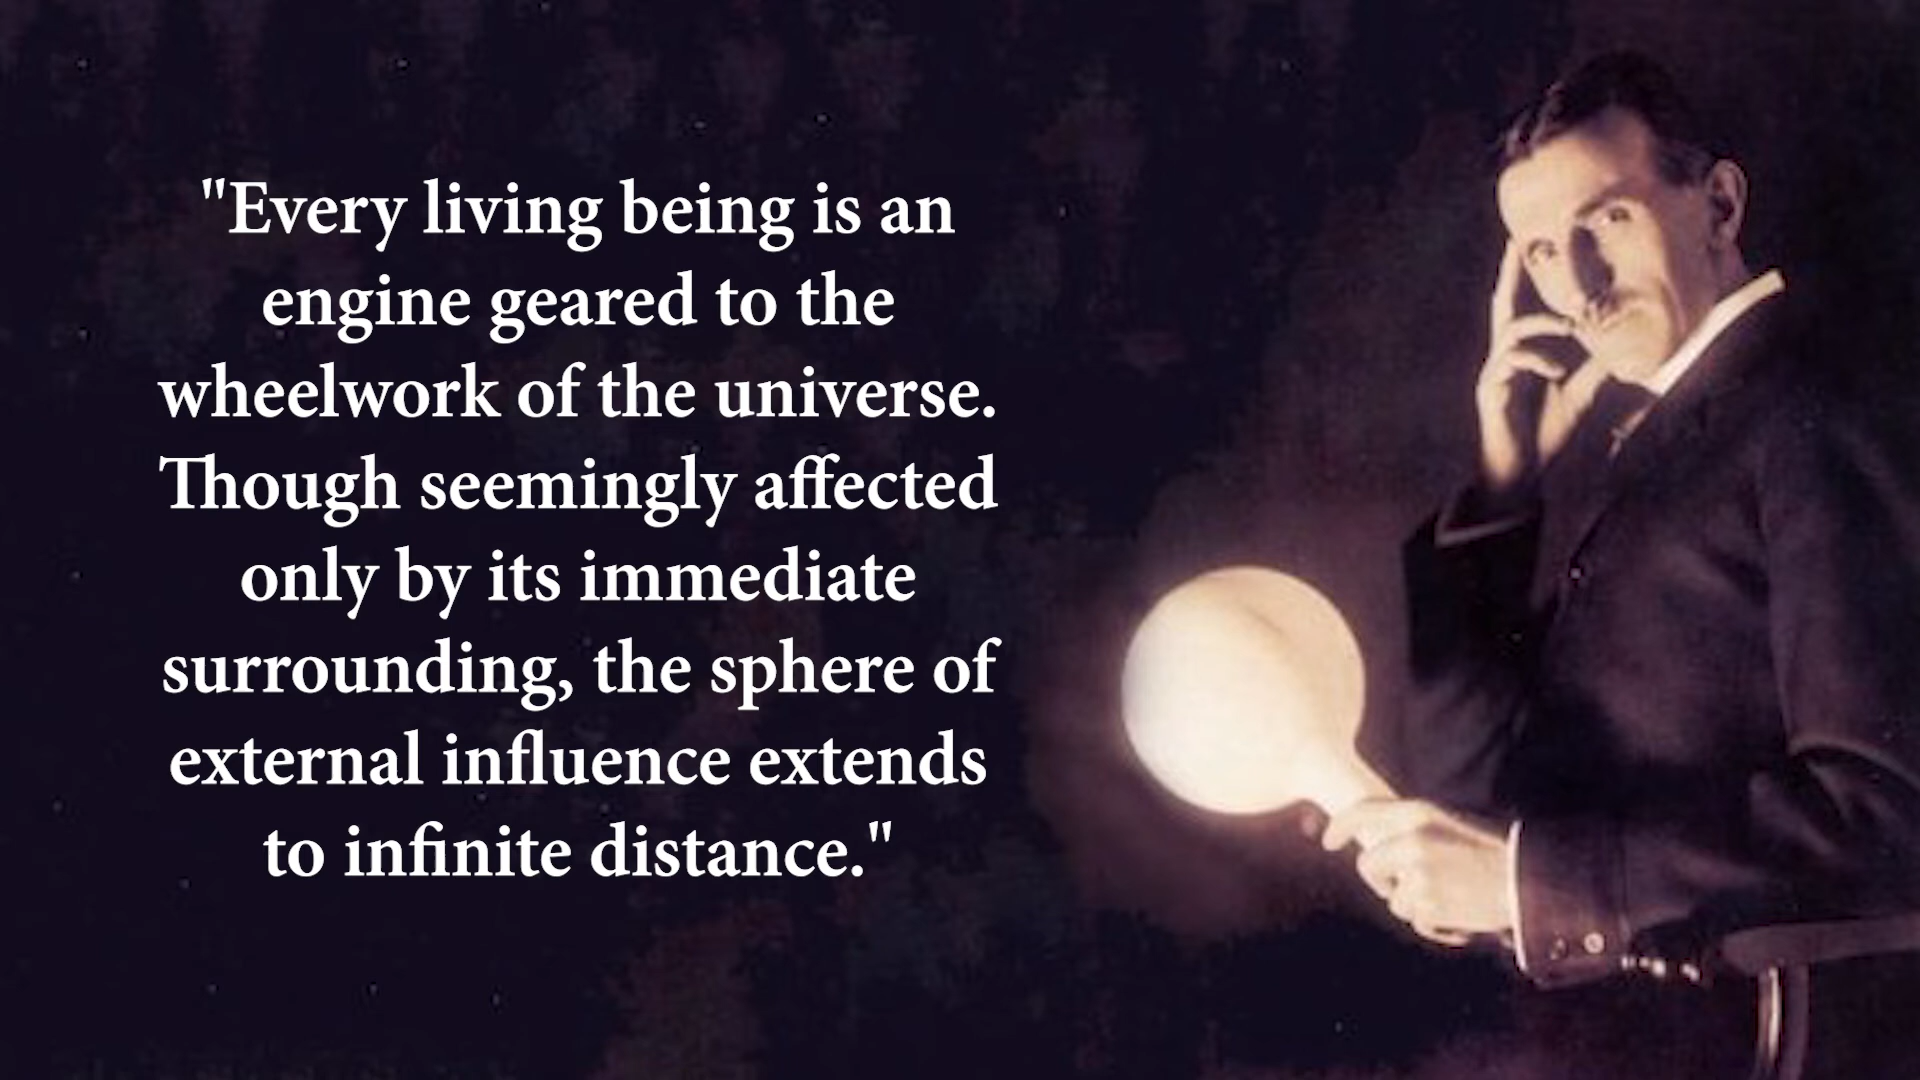 "Every living being is an
engine geared to the
wheelwork of the universe.
Though seemingly affected
only by its immediate
surrounding, the sphere of
external influence extends
to infinite distance."